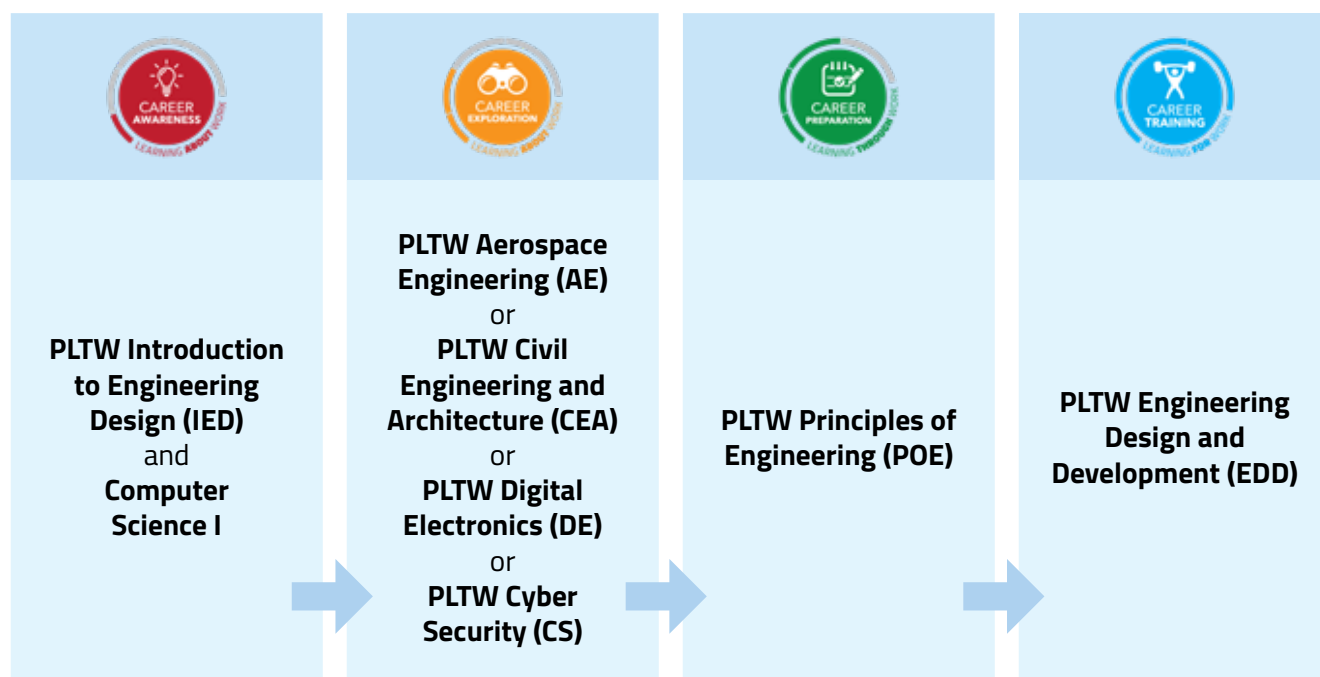 CAREER
AWARENESS
LEARNING ABOUT WORK
PLTW Introduction
to Engineering
Design (IED)
and
Computer
Science I
CAREER
EXPLORATION
LEARNING ABOUT WORK
PLTW Aerospace
Engineering (AE)
or
PLTW Civil
Engineering and
Architecture (CEA)
or
PLTW Digital
Electronics (DE)
or
PLTW Cyber
Security (CS)
CAREER
PREPARATION
LEARNING THROUGH WORK
PLTW Principles of
Engineering (POE)
CAREER
TRAINING
LEARNING FOR WORK
PLTW Engineering
Design and
Development (EDD)